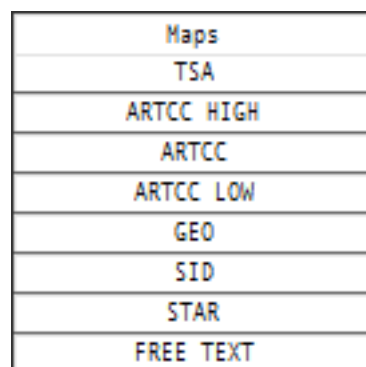 Maps
TSA
ARTCC HIGH
ARTCC
ARTCC LOW
GEO
SID
STAR
FREE TEXT